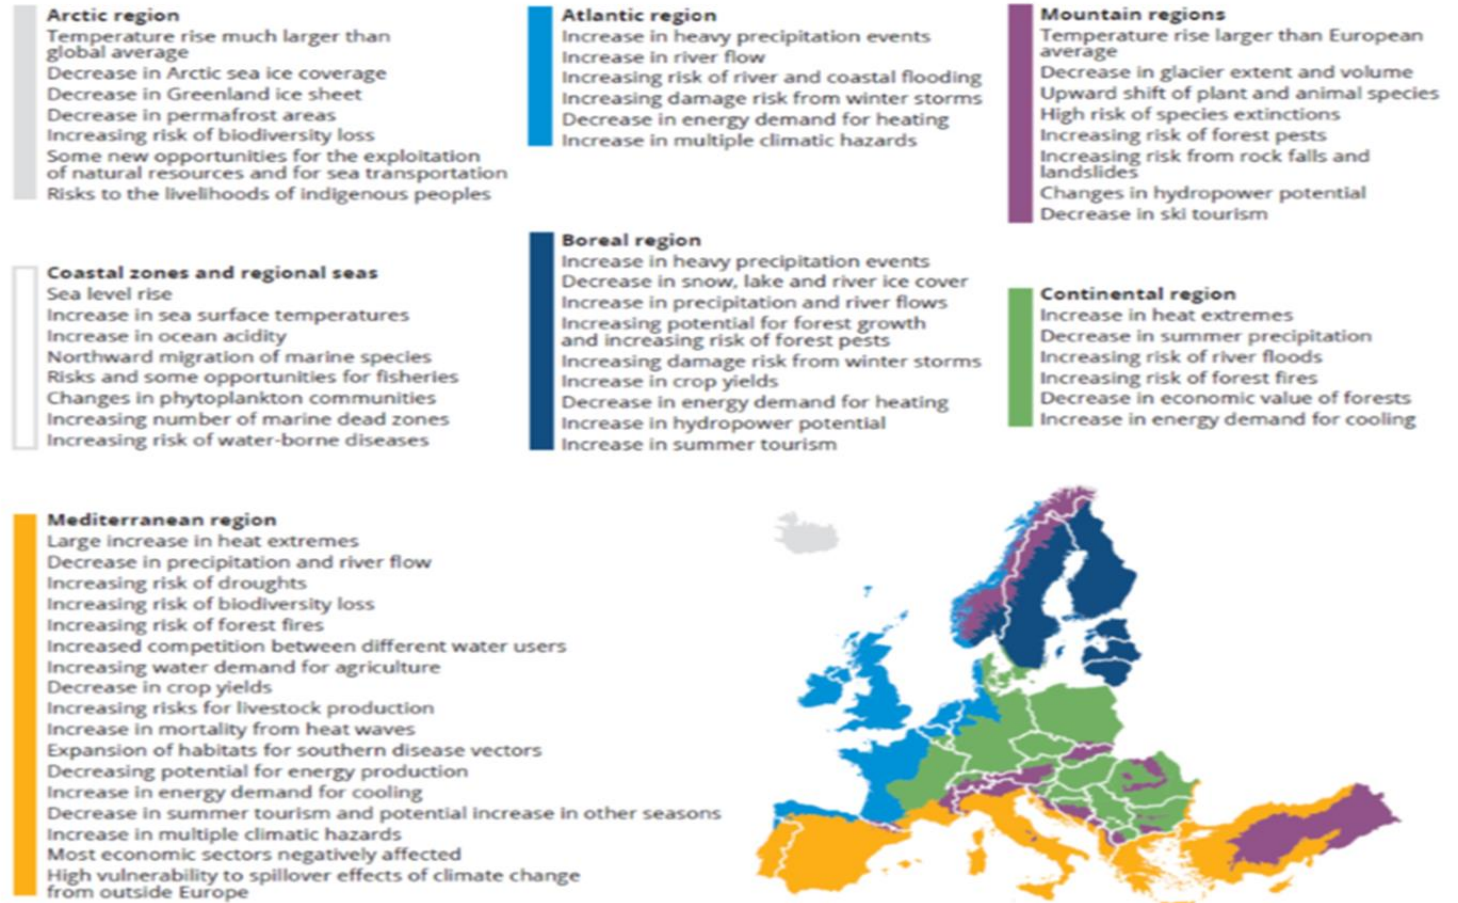 Arctic region
Temperature rise much larger than
global average
Decrease in Arctic sea ice coverage
Decrease in Greenland ice sheet
Decrease in permafrost areas
Increasing risk of biodiversity loss
Some new opportunities for the exploitation
of natural resources and for sea transportation
Risks to the livelihoods of indigenous peoples
Coastal zones and regional seas
Sea level rise
Increase in sea surface temperatures
Increase in ocean acidity
Northward migration of marine species
Risks and some opportunities for fisheries
Changes in phytoplankton communities
Increasing number of marine dead zones
Increasing risk of water-borne diseases
Atlantic region
Increase in heavy precipitation events
Increase in river flow
Increasing risk of river and coastal flooding
Increasing damage risk from winter storms
Decrease in energy demand for heating
Increase in multiple climatic hazards
Boreal region
Increase in heavy precipitation events
Decrease in snow, lake and river ice cover
Increase in precipitation and river flows
Increasing potential for forest growth
and increasing risk of forest pests
Increasing damage risk from winter storms
Increase in crop yields
Decrease in energy demand for heating
Increase in hydropower potential
Increase in summer tourism
Mountain regions
Temperature rise larger than European
average
Decrease in glacier extent and volume
Upward shift of plant and animal species
High risk of species extinctions
Increasing risk of forest pests
Increasing risk from rock falls and
landslides
Changes in hydropower potential
Decrease in ski tourism
Continental region
Increase in heat extremes
Decrease in summer precipitation
Increasing risk of river floods
Increasing risk of forest fires
Decrease in economic value of forests
Increase in energy demand for cooling
Mediterranean region
Large increase in heat extremes
Decrease in precipitation and river flow
Increasing risk of droughts
Increasing risk of biodiversity loss
Increasing risk of forest fires
Increased competition between different water users
Increasing water demand for agriculture
Decrease in crop yields
Increasing risks for livestock production
Increase in mortality from heat waves
Expansion of habitats for southern disease vectors
Decreasing potential for energy production
Increase in energy demand for cooling
Decrease in summer tourism and potential increase in other seasons
Increase in multiple climatic hazards
Most economic sectors negatively affected
High vulnerability to spillover effects of climate change
from outside Europe